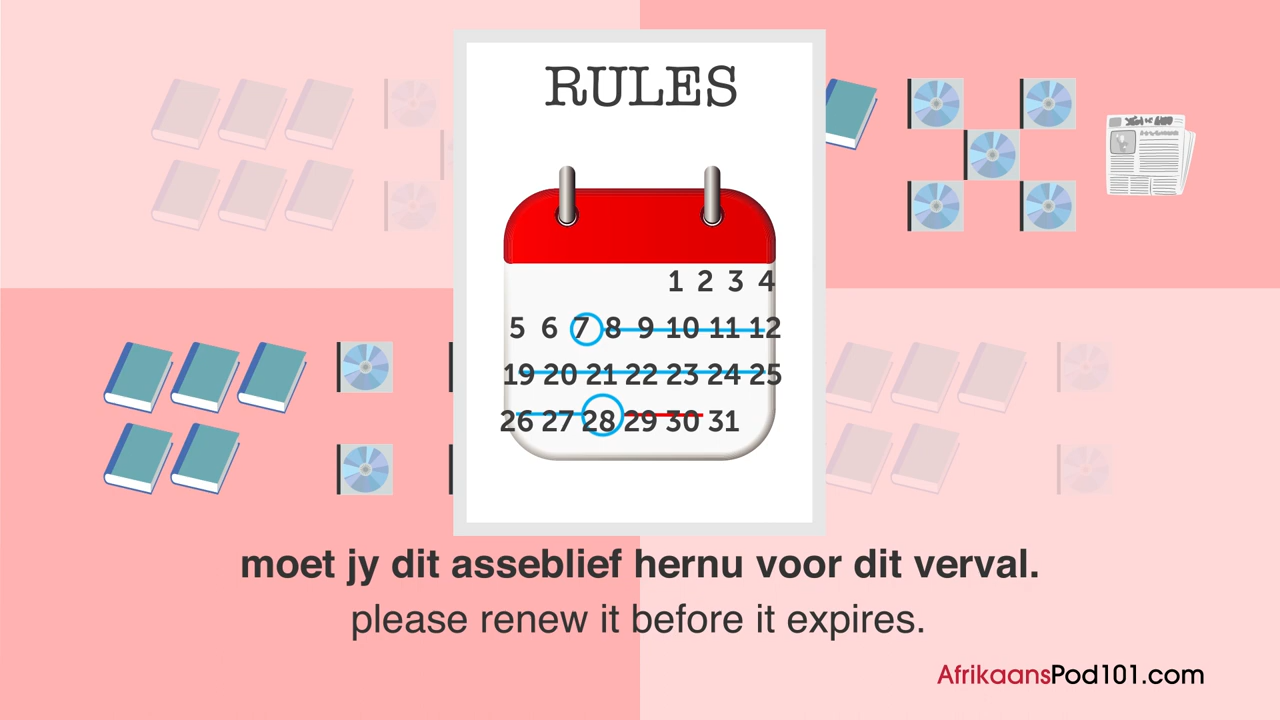 RULES
1 2 3 4
5 6 7 8 9 10 11 12
19 20 21 22 23 24 25
26 27 28 29 30 31
moet jy dit asseblief hernu voor dit verval.
please renew it before it expires.
AfrikaansPod101.com